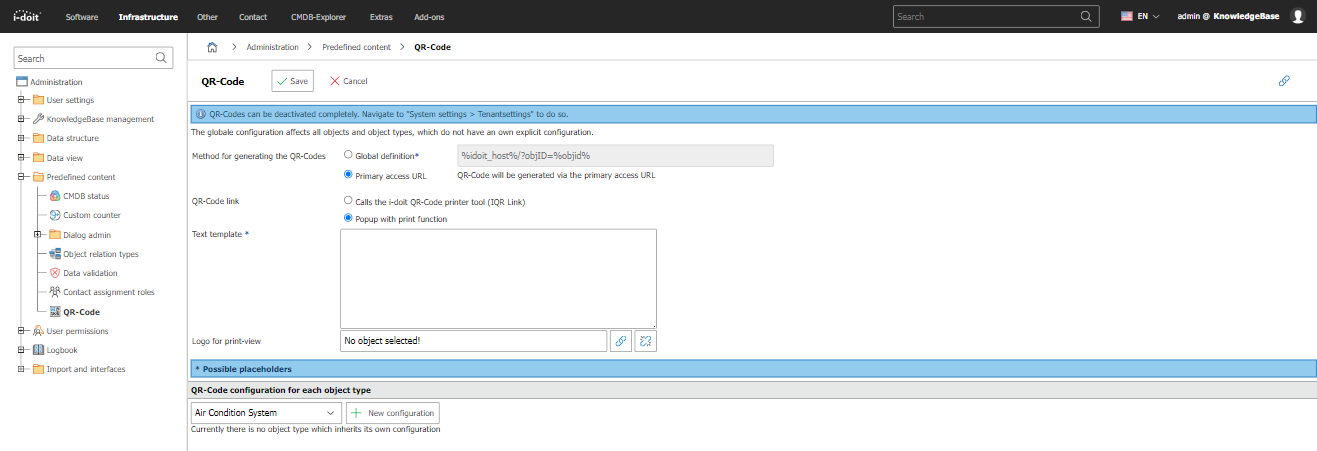 i-doit Software Infrastructure Other Contact CMDB-Explorer Extras Add-ons Search EN admin @ KnowledgeBase
Search
Administration
User settings
KnowledgeBase management
Data structure
Data view
Predefined content
CMDB status
Custom counter
Dialog admin
Object relation types
Data validation
Contact assignment roles
QR-Code
User permissions
Logbook
Import and interfaces
Administration > Predefined content > QR-Code
QR-Code Save Cancel
QR-Codes can be deactivated completely. Navigate to "System settings > Tenantsettings" to do so.
The globale configuration affects all objects and object types, which do not have an own explicit configuration.
Method for generating the QR-Codes Global definition* %idoit_host%/?objID=%objid%
Primary access URL QR-Code will be generated via the primary access URL
QR-Code link Calls the i-doit QR-Code printer tool (IQR Link)
Popup with print function
Text template *
Logo for print-view No object selected!
* Possible placeholders
QR-Code configuration for each object type
Air Condition System New configuration
Currently there is no object type which inherits its own configuration